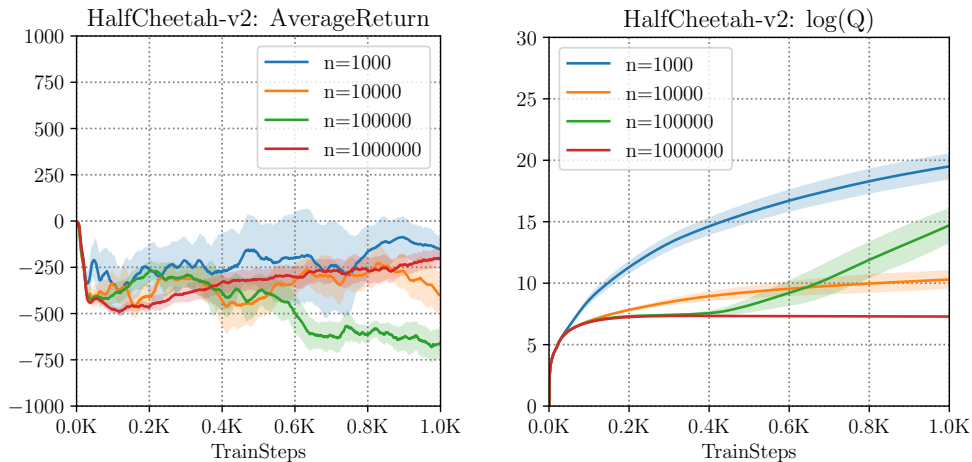 HalfCheetah-v2: AverageReturn
1000
750
500
250
0
−250
−500
−750
−1000
n=1000
n=10000
n=100000
n=1000000
0.0K 0.2K 0.4K 0.6K 0.8K 1.0K
TrainSteps
HalfCheetah-v2: log(Q)
30
25
20
15
10
5
0
n=1000
n=10000
n=100000
n=1000000
0.0K 0.2K 0.4K 0.6K 0.8K 1.0K
TrainSteps